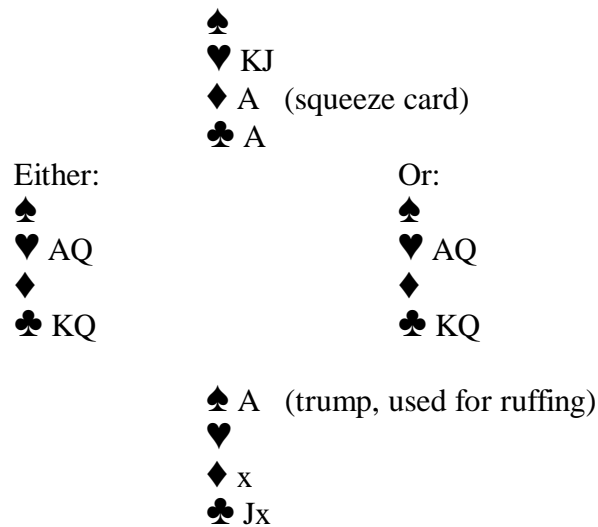 ♠
♥ KJ
♦ A (squeeze card)
♣ A
Either: Or:
♠ ♠
♥ AQ ♥ AQ
♦ ♦
♣ KQ ♣ KQ
♠ A (trump, used for ruffing)
♥
♦ x
♣ Jx